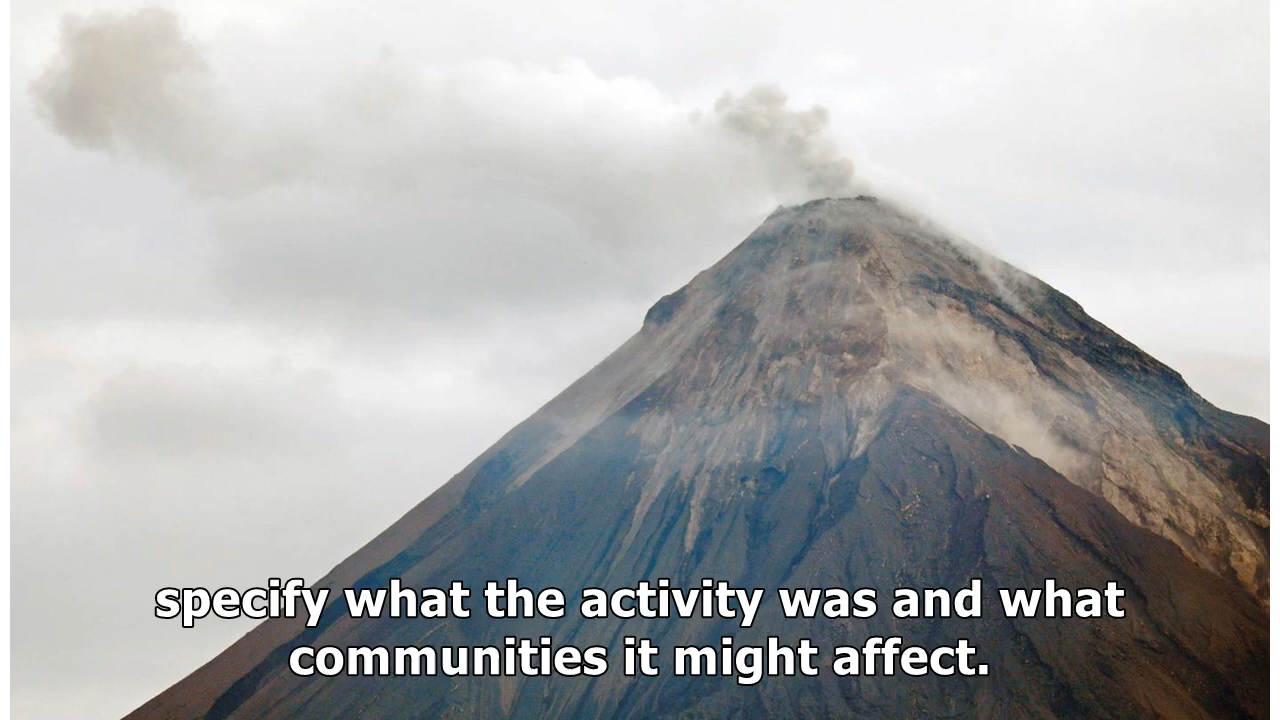 specify what the activity was and what
communities it might affect.